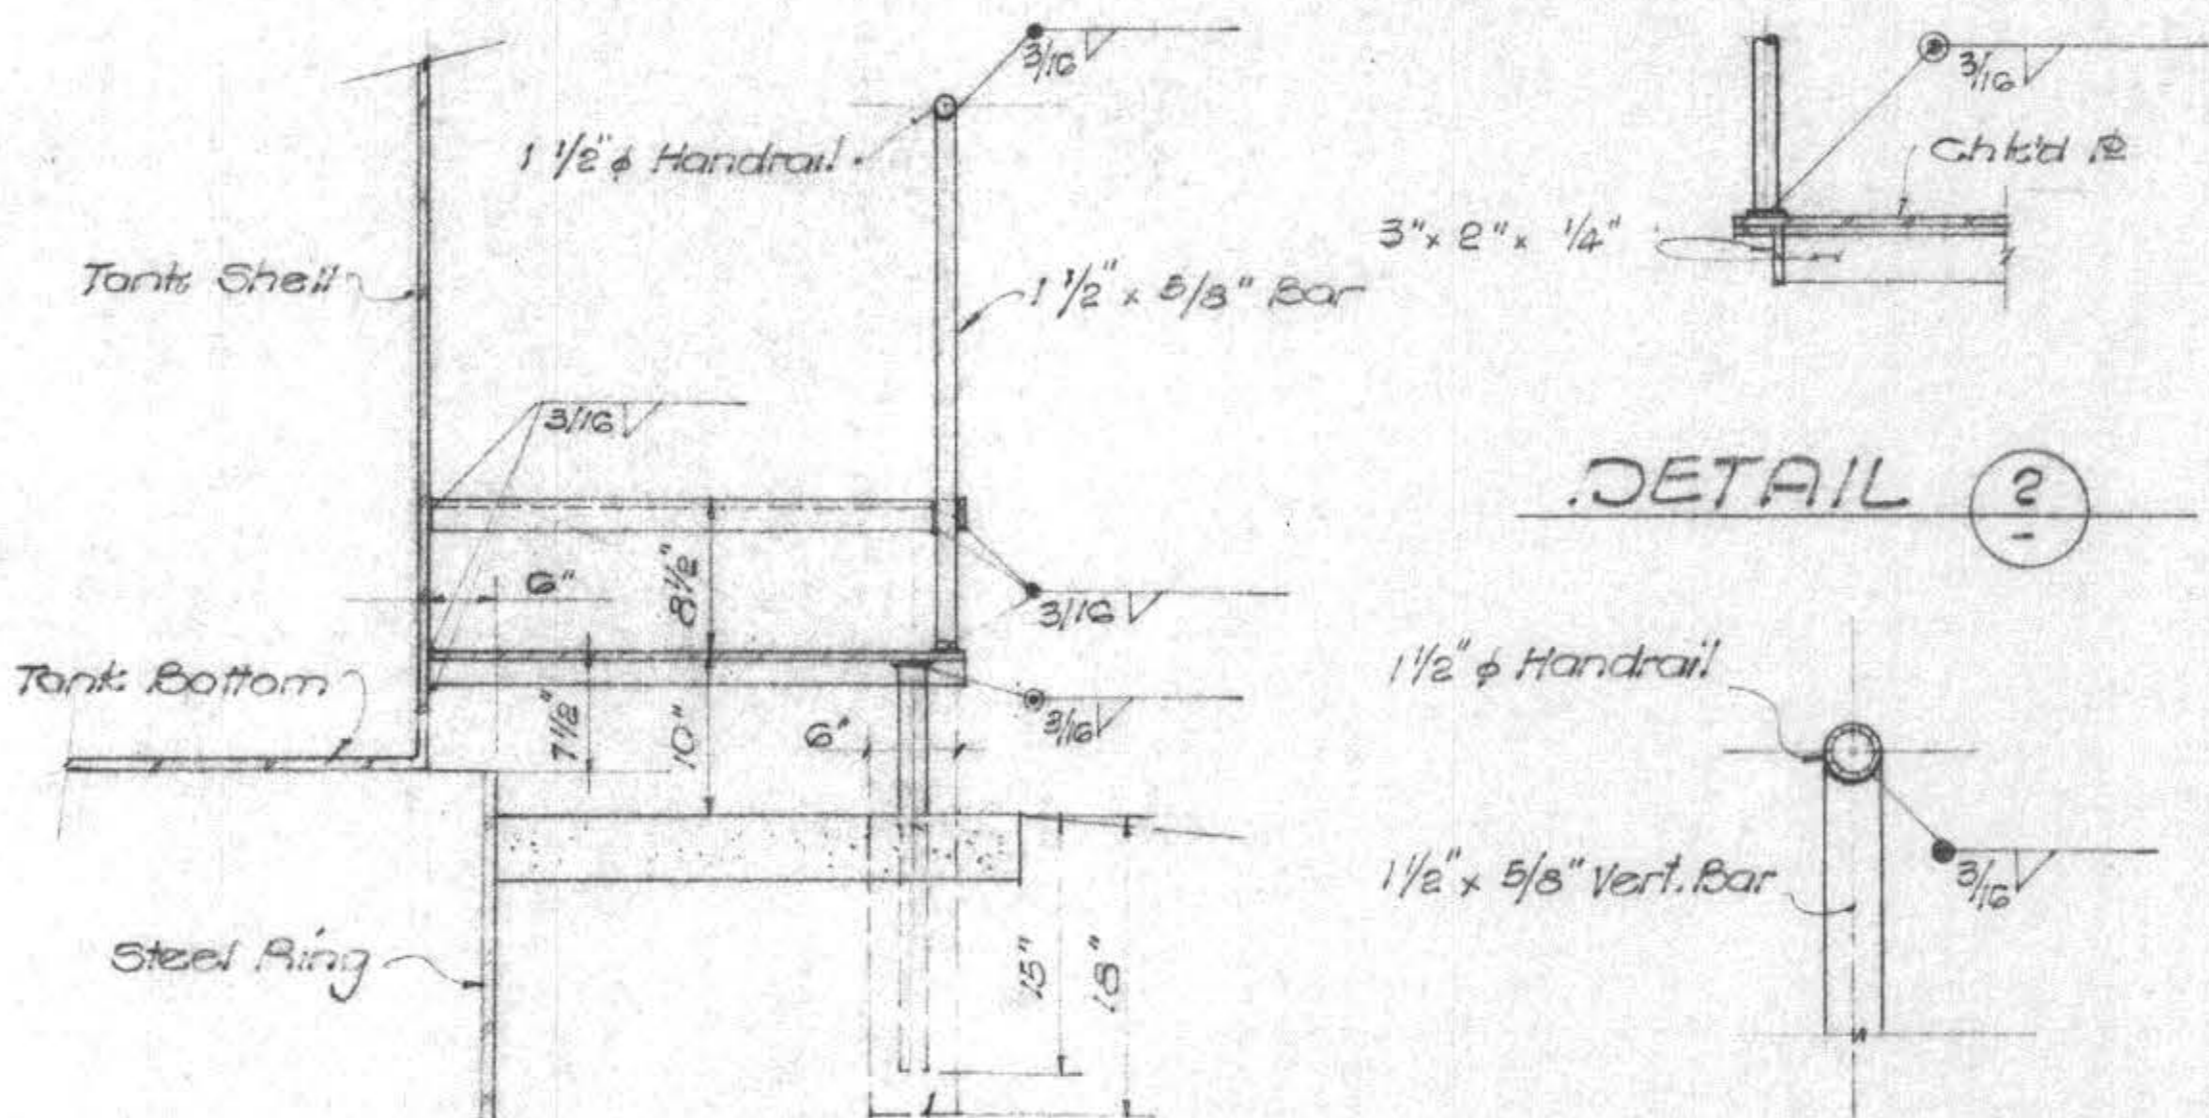 3/16
1 1/2" ϕ Handrail
Tank Shell
1 1/2" x 5/8" Bar
3/16
6"
8 1/2"
3/16
Tank Bottom
7 1/2"
10"
6"
3/16
Steel Ring
15"
18"
3/16
Chk'd ⅊
3" x 2" x 1/4"
DETAIL 2
-
1 1/2" ϕ Handrail
1 1/2" x 5/8" Vert. Bar
3/16